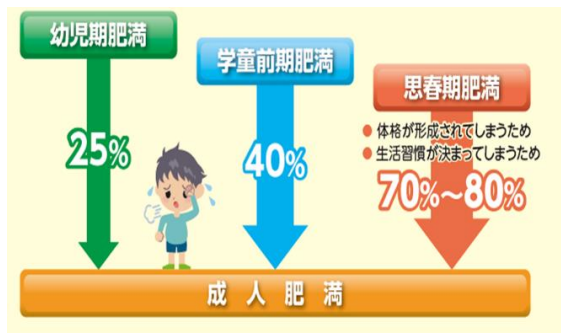 幼児期肥満
学童前期肥満
思春期肥満
● 体格が形成されてしまうため
● 生活習慣が決まってしまうため
25%
40%
70%～80%
成人肥満